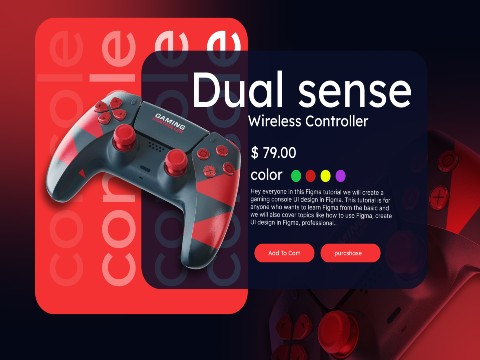 console console console console
GAMING
Dual sense
Wireless Controller
$ 79.00
color
Hey everyone in this Figma tutorial we will create a
gaming console UI design in Figma. This tutorial is for
anyone who wants to learn Figma from the basic and
we will also cover topics like how to use Figma, create
UI design in Figma, professional.
Add To Cart
purcshase